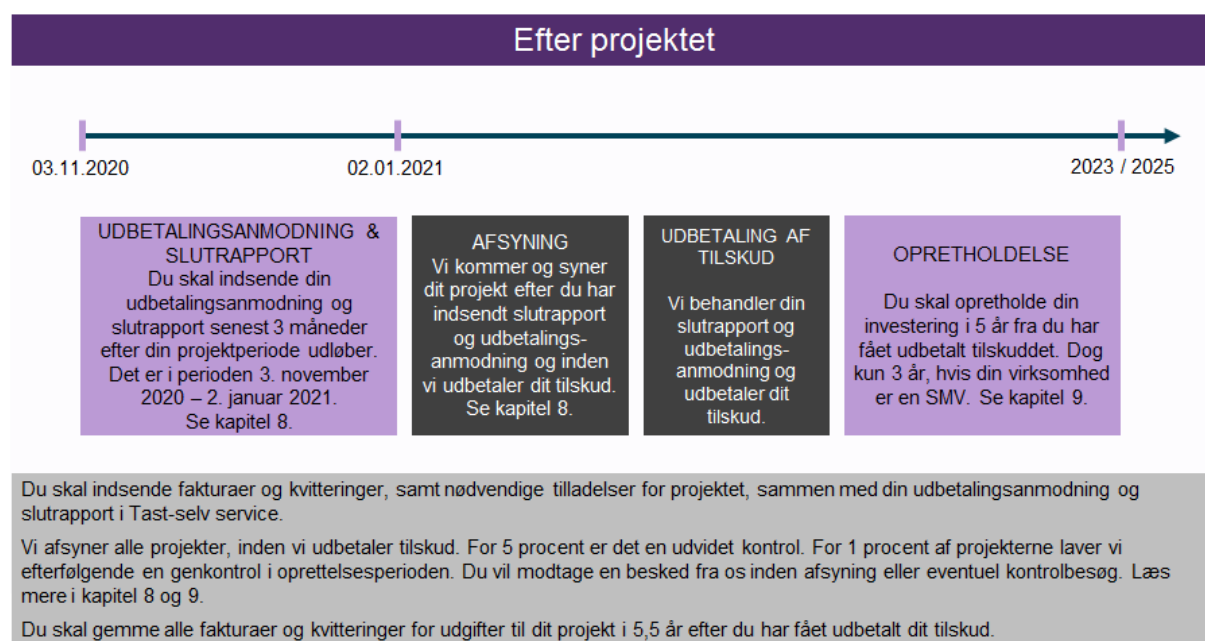 Efter projektet
03.11.2020
02.01.2021
2023 / 2025
UDBETALINGSANMODNING &
SLUTRAPPORT
Du skal indsende din
udbetalingsanmodning og
slutrapport senest 3 måneder
efter din projektperiode udløber.
Det er i perioden 3. november
2020 – 2. januar 2021.
Se kapitel 8.
AFSYNING
Vi kommer og syner
dit projekt efter du har
indsendt slutrapport
og udbetalings-
anmodning og inden
vi udbetaler dit tilskud.
Se kapitel 8.
UDBETALING AF
TILSKUD
Vi behandler din
slutrapport og
udbetalings-
anmodning og
udbetaler dit
tilskud.
OPRETHOLDELSE
Du skal opretholde din
investering i 5 år fra du har
fået udbetalt tilskuddet. Dog
kun 3 år, hvis din virksomhed
er en SMV. Se kapitel 9.
Du skal indsende fakturaer og kvitteringer, samt nødvendige tilladelser for projektet, sammen med din udbetalingsanmodning og
slutrapport i Tast-selv service.
Vi afsyner alle projekter, inden vi udbetaler tilskud. For 5 procent er det en udvidet kontrol. For 1 procent af projekterne laver vi
efterfølgende en genkontrol i oprettelsesperioden. Du vil modtage en besked fra os inden afsyning eller eventuel kontrolbesøg. Læs
mere i kapitel 8 og 9.
Du skal gemme alle fakturaer og kvitteringer for udgifter til dit projekt i 5,5 år efter du har fået udbetalt dit tilskud.